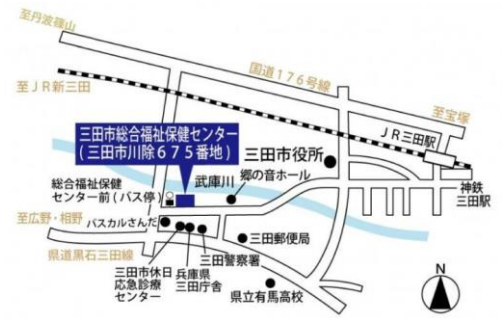 至丹波篠山
国道176号線
至JR新三田
至宝塚
JR三田駅
三田市総合福祉保健センター
(三田市川除675番地)
三田市役所
武庫川
郷の音ホール
神鉄
三田駅
総合福祉保健
センター前(バス停)
至広野・相野
パスカルさんだ
県道黒石三田線
三田警察署
三田郵便局
三田市休日
応急診療
センター
兵庫県
三田庁舎
県立有馬高校
N